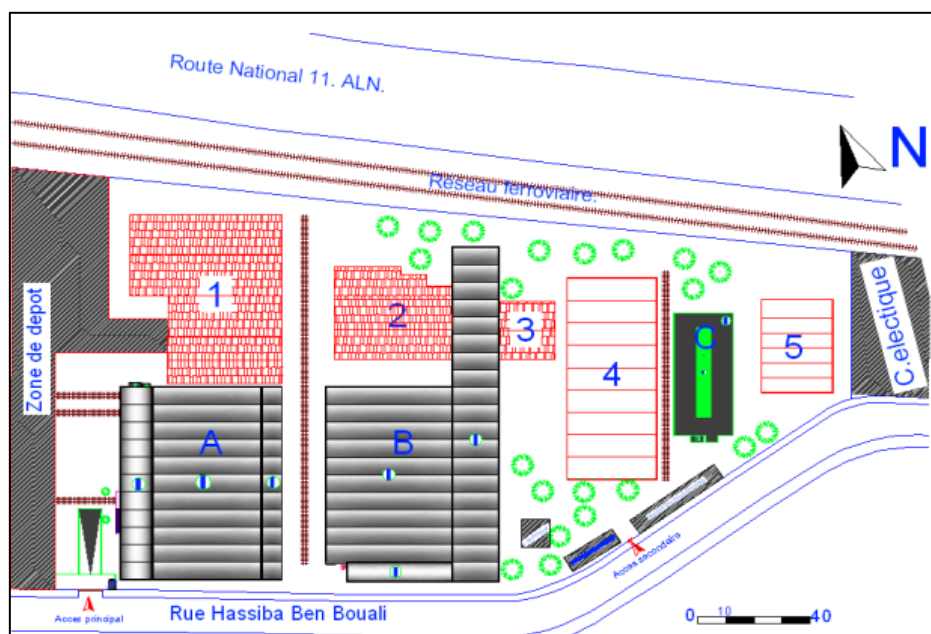 Route National 11. ALN.
N
Reseau ferroviaire.
Zone de depot
1
2
3
4
C
5
C.electique
A
B
Acces secondaire
Acces principal
Rue Hassiba Ben Bouali
0 10 40